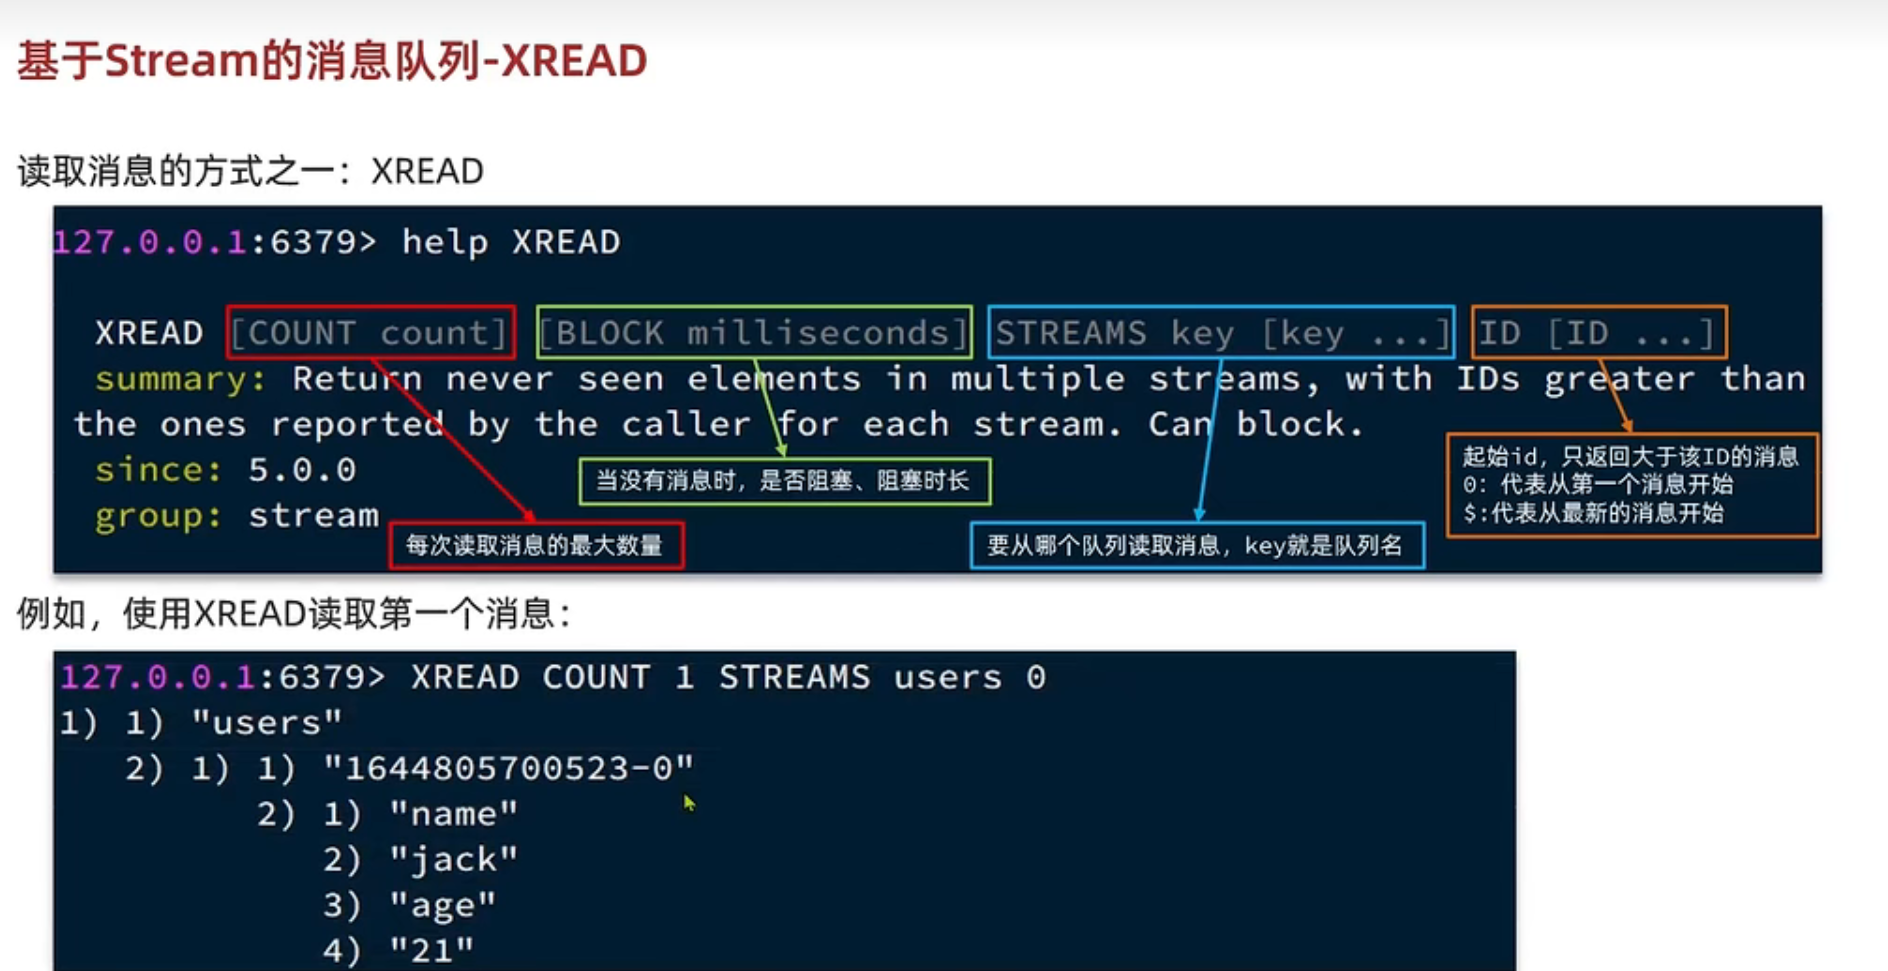 基于Stream的消息队列-XREAD
读取消息的方式之一：XREAD
127.0.0.1:6379> help XREAD
XREAD [COUNT count] [BLOCK milliseconds] STREAMS key [key ...] ID [ID ...]
summary: Return never seen elements in multiple streams, with IDs greater than
the ones reported by the caller for each stream. Can block.
since: 5.0.0
group: stream
当没有消息时，是否阻塞、阻塞时长
起始id，只返回大于该ID的消息
0：代表从第一个消息开始
$:代表从最新的消息开始
每次读取消息的最大数量
要从哪个队列读取消息，key就是队列名
例如，使用XREAD读取第一个消息：
127.0.0.1:6379> XREAD COUNT 1 STREAMS users 0
1) 1) "users"
2) 1) 1) "1644805700523-0"
2) 1) "name"
2) "jack"
3) "age"
4) "21"